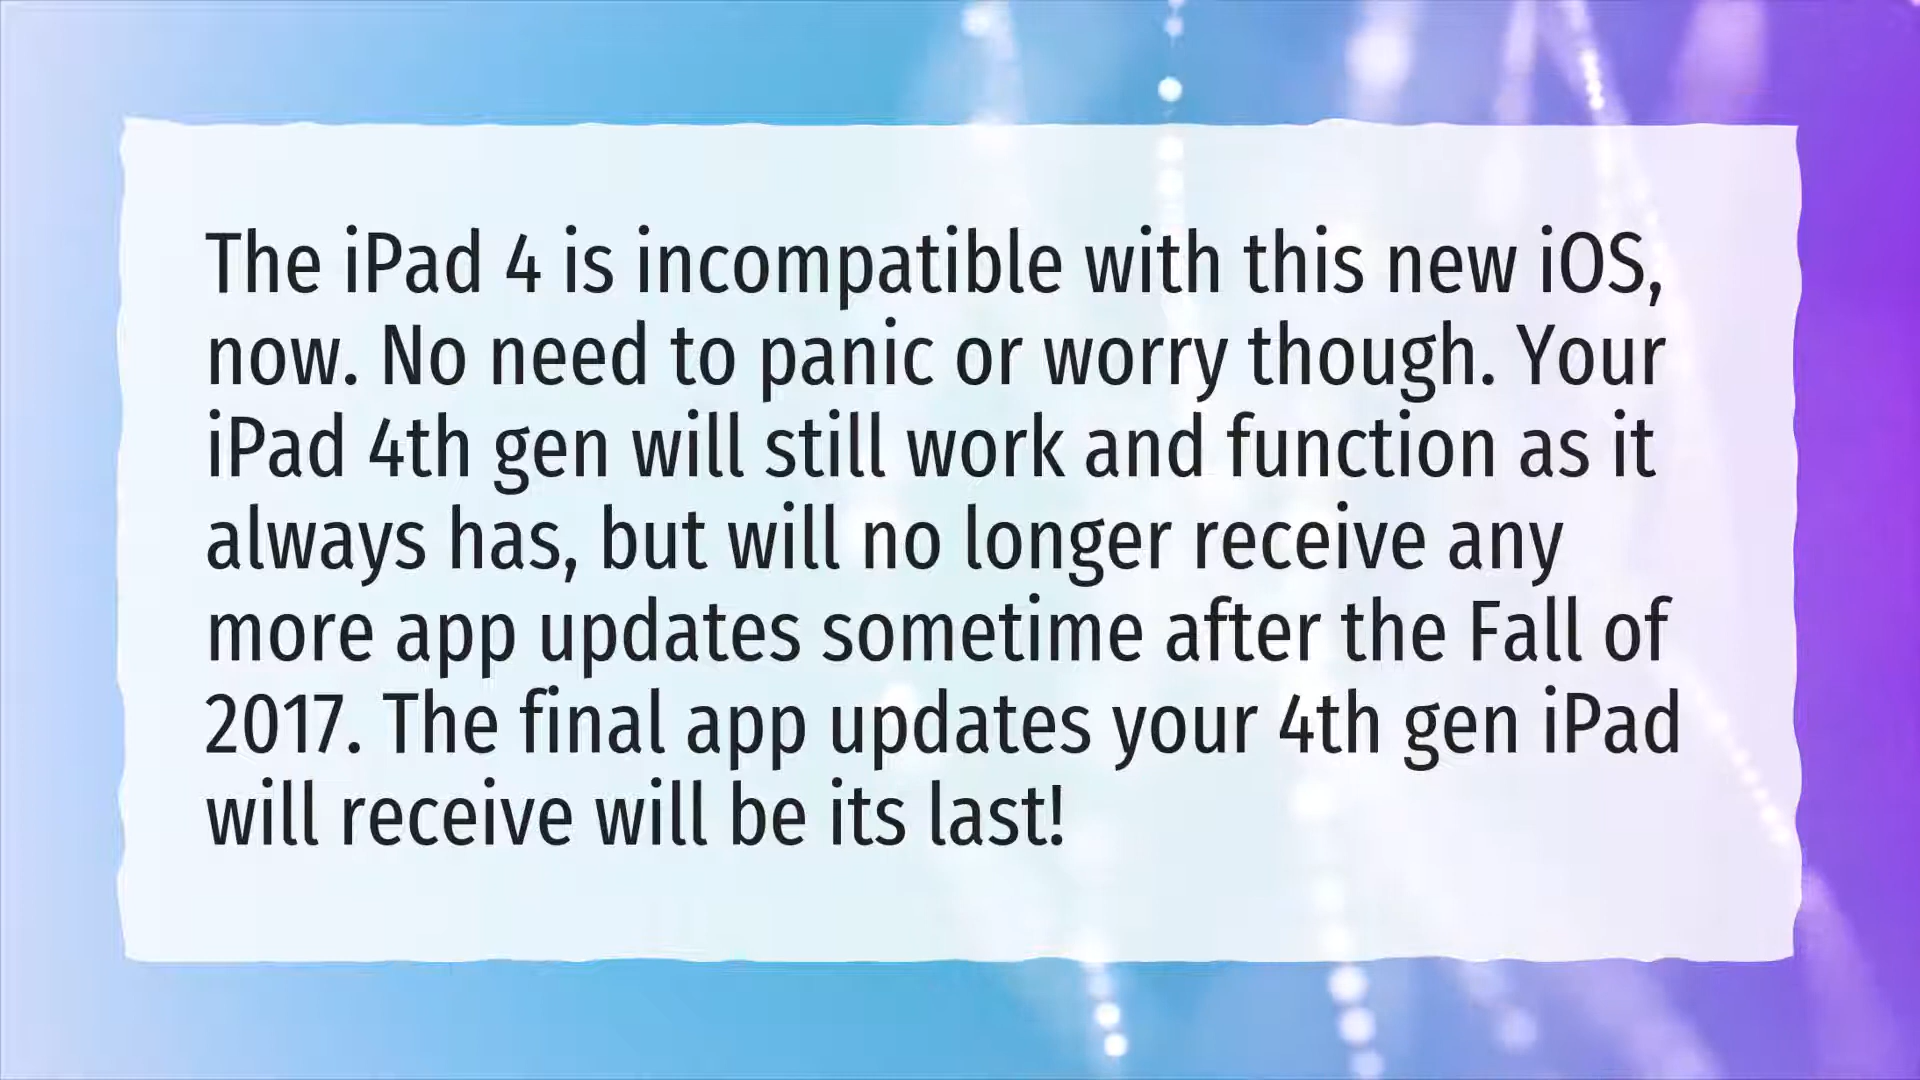 The iPad 4 is incompatible with this new iOS,
now. No need to panic or worry though. Your
iPad 4th gen will still work and function as it
always has, but will no longer receive any
more app updates sometime after the Fall of
2017. The final app updates your 4th gen iPad
will receive will be its last!